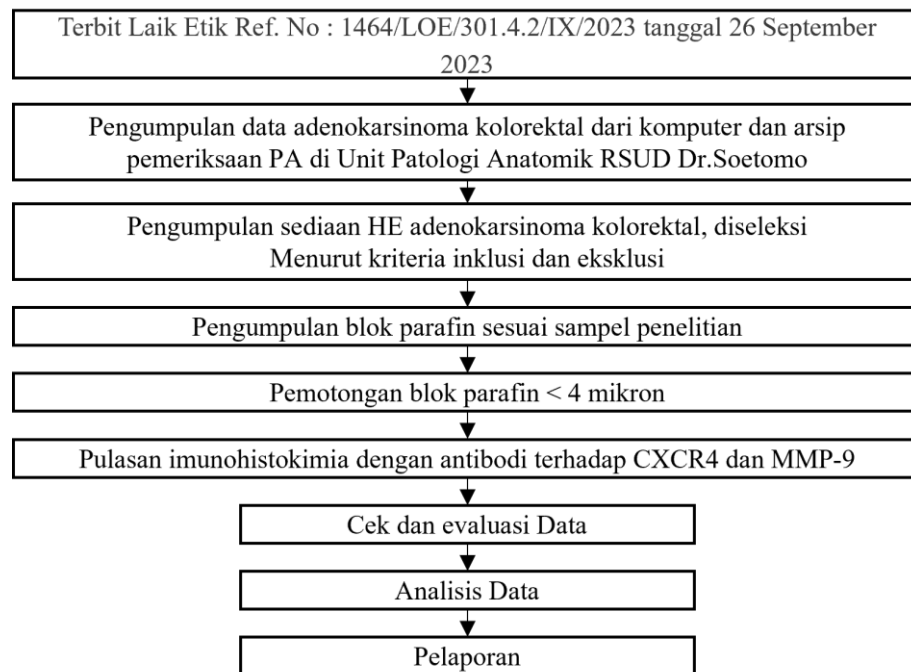 Terbit Laik Etik Ref. No : 1464/LOE/301.4.2/IX/2023 tanggal 26 September
2023
Pengumpulan data adenokarsinoma kolorektal dari komputer dan arsip
pemeriksaan PA di Unit Patologi Anatomik RSUD Dr.Soetomo
Pengumpulan sediaan HE adenokarsinoma kolorektal, diseleksi
Menurut kriteria inklusi dan eksklusi
Pengumpulan blok parafin sesuai sampel penelitian
Pemotongan blok parafin < 4 mikron
Pulasan imunohistokimia dengan antibodi terhadap CXCR4 dan MMP-9
Cek dan evaluasi Data
Analisis Data
Pelaporan